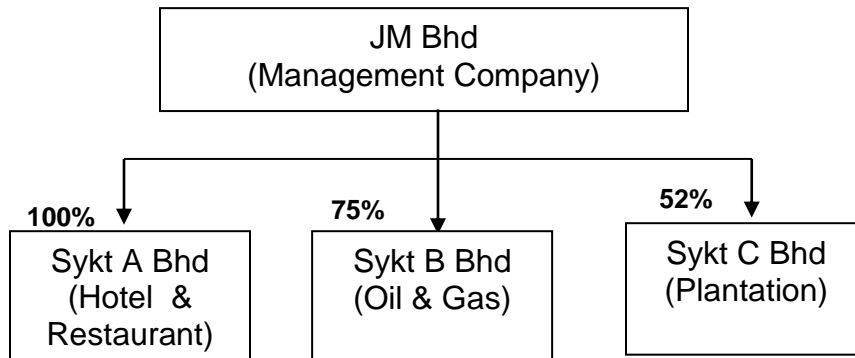 JM Bhd
(Management Company)
100%
75%
52%
Sykt A Bhd
(Hotel & 
Restaurant)
Sykt B Bhd
(Oil & Gas)
Sykt C Bhd
(Plantation)